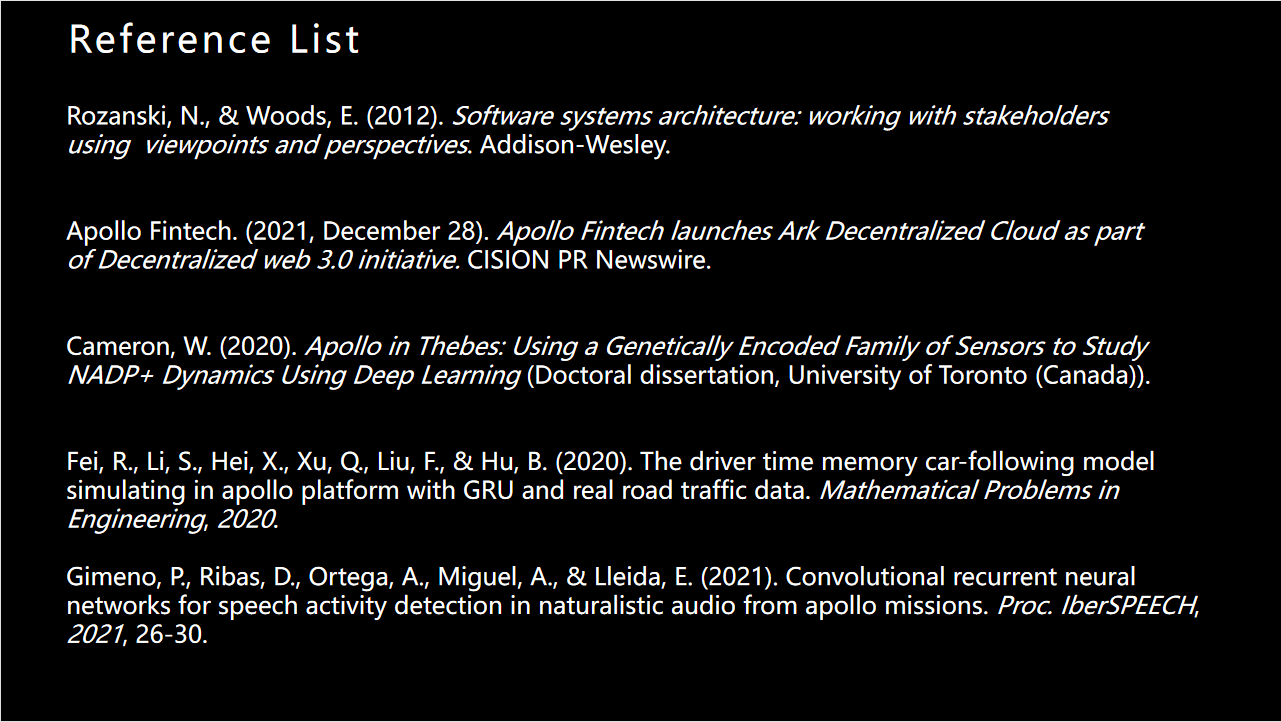 Reference List
Rozanski, N., & Woods, E. (2012). Software systems architecture: working with stakeholders
using  viewpoints and perspectives. Addison-Wesley.
Apollo Fintech. (2021, December 28). Apollo Fintech launches Ark Decentralized Cloud as part
of Decentralized web 3.0 initiative. CISION PR Newswire.
Cameron, W. (2020). Apollo in Thebes: Using a Genetically Encoded Family of Sensors to Study
NADP+ Dynamics Using Deep Learning (Doctoral dissertation, University of Toronto (Canada)).
Fei, R., Li, S., Hei, X., Xu, Q., Liu, F., & Hu, B. (2020). The driver time memory car-following model
simulating in apollo platform with GRU and real road traffic data. Mathematical Problems in
Engineering, 2020.
Gimeno, P., Ribas, D., Ortega, A., Miguel, A., & Lleida, E. (2021). Convolutional recurrent neural
networks for speech activity detection in naturalistic audio from apollo missions. Proc. IberSPEECH,
2021, 26-30.